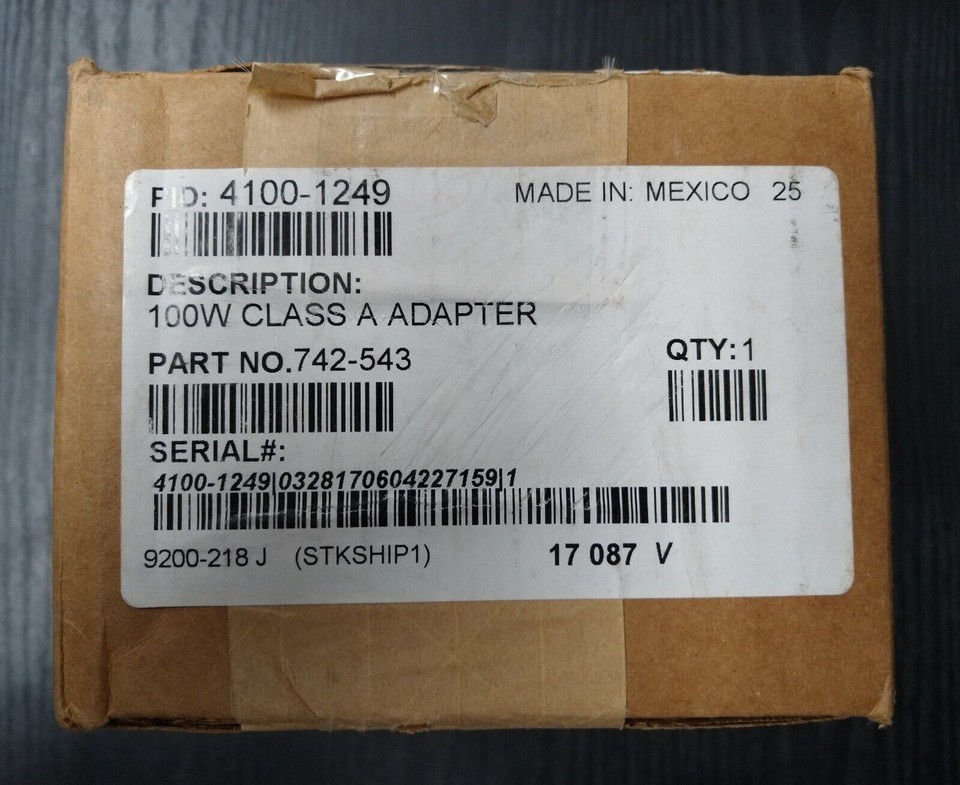 PID: 4100-1249 MADE IN: MEXICO 25
DESCRIPTION:
100W CLASS A ADAPTER
PART NO.742-543 QTY:1
SERIAL#:
4100-1249|0328170604227159|1
9200-218 J (STKSHIP1) 17 087 V